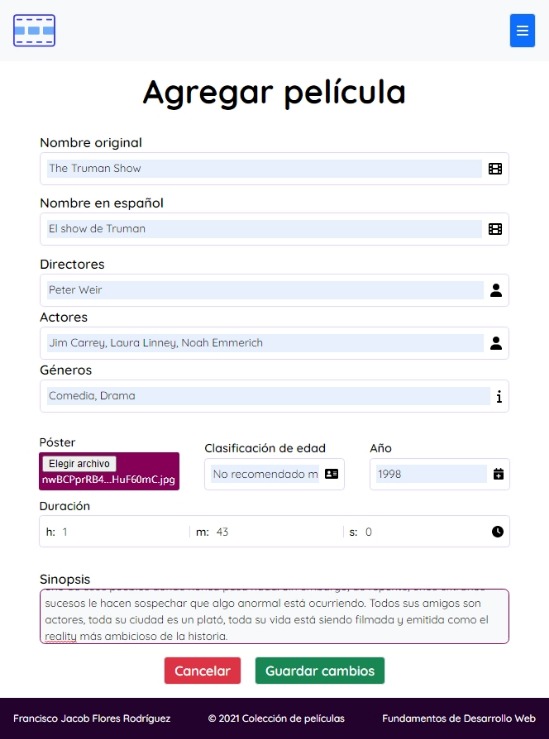 Agregar película
Nombre original
The Truman Show
Nombre en español
El show de Truman
Directores
Peter Weir
Actores
Jim Carrey, Laura Linney, Noah Emmerich
Géneros
Comedia, Drama
Póster
Elegir archivo
nwBCPprRB4...HuF60mC.jpg
Clasificación de edad
No recomendado m
Año
1998
Duración
h: 1 m: 43 s: 0
Sinopsis
sucesos le hacen sospechar que algo anormal está ocurriendo. Todos sus amigos son
actores, toda su ciudad es un plató, toda su vida está siendo filmada y emitida como el
reality más ambicioso de la historia.
Cancelar Guardar cambios
Francisco Jacob Flores Rodríguez © 2021 Colección de películas Fundamentos de Desarrollo Web